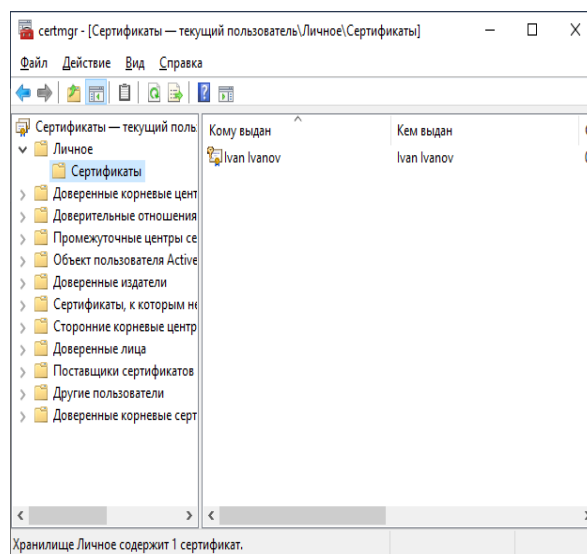 certmgr - [Сертификаты — текущий пользователь\Личное\Сертификаты]
Файл Действие Вид Справка
Сертификаты — текущий поль
Личное
Сертификаты
Доверенные корневые цент
Доверительные отношения
Промежуточные центры се
Объект пользователя Active
Доверенные издатели
Сертификаты, к которым не
Сторонние корневые центр
Доверенные лица
Поставщики сертификатов
Другие пользователи
Доверенные корневые серт
Кому выдан Кем выдан
Ivan Ivanov Ivan Ivanov
Хранилище Личное содержит 1 сертификат.